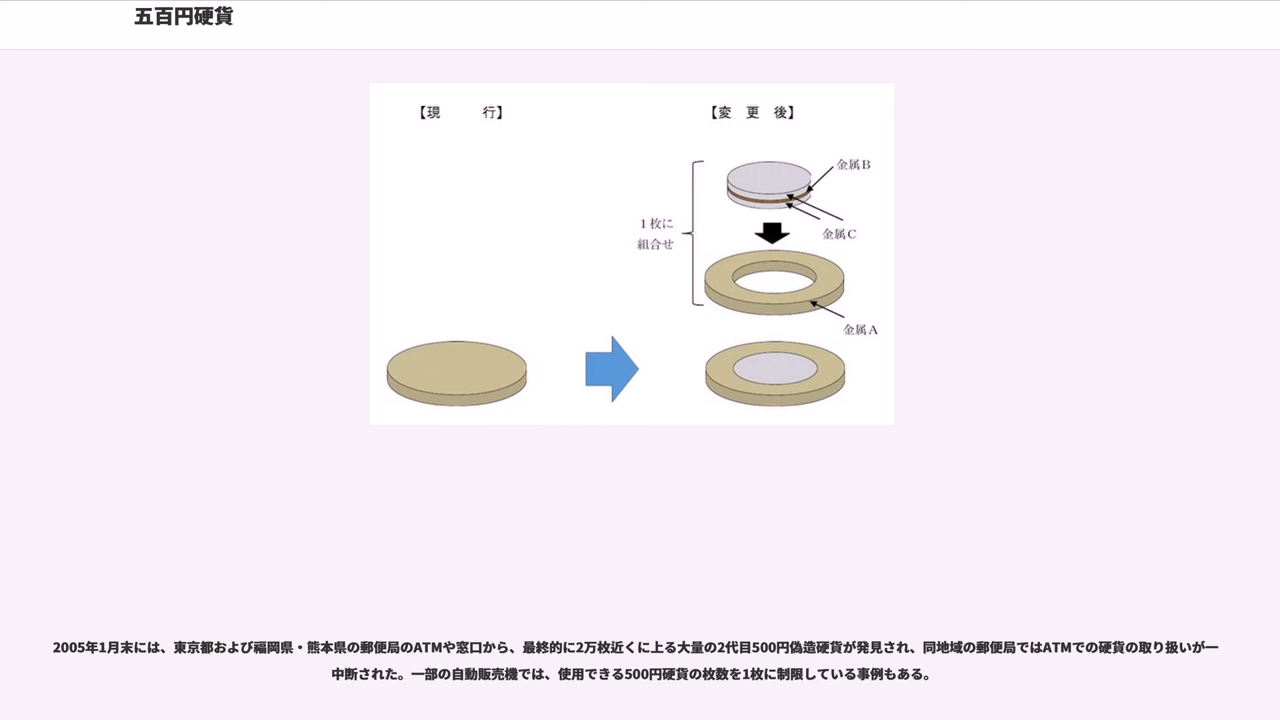 五百円硬貨
【現　　　行】
【変　更　後】
金属B
1枚に
組合せ
金属C
金属A
2005年1月末には、東京都および福岡県・熊本県の郵便局のATMや窓口から、最終的に2万枚近くに上る大量の2代目500円偽造硬貨が発見され、同地域の郵便局ではATMでの硬貨の取り扱いが一
中断された。一部の自動販売機では、使用できる500円硬貨の枚数を1枚に制限している事例もある。